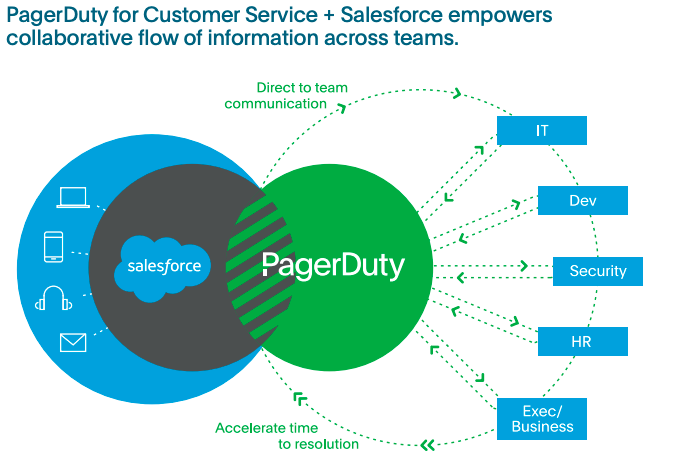 PagerDuty for Customer Service + Salesforce empowers
collaborative flow of information across teams.
Direct to team
communication
IT
Dev
salesforce
PagerDuty
Security
HR
Exec/
Business
Accelerate time
to resolution